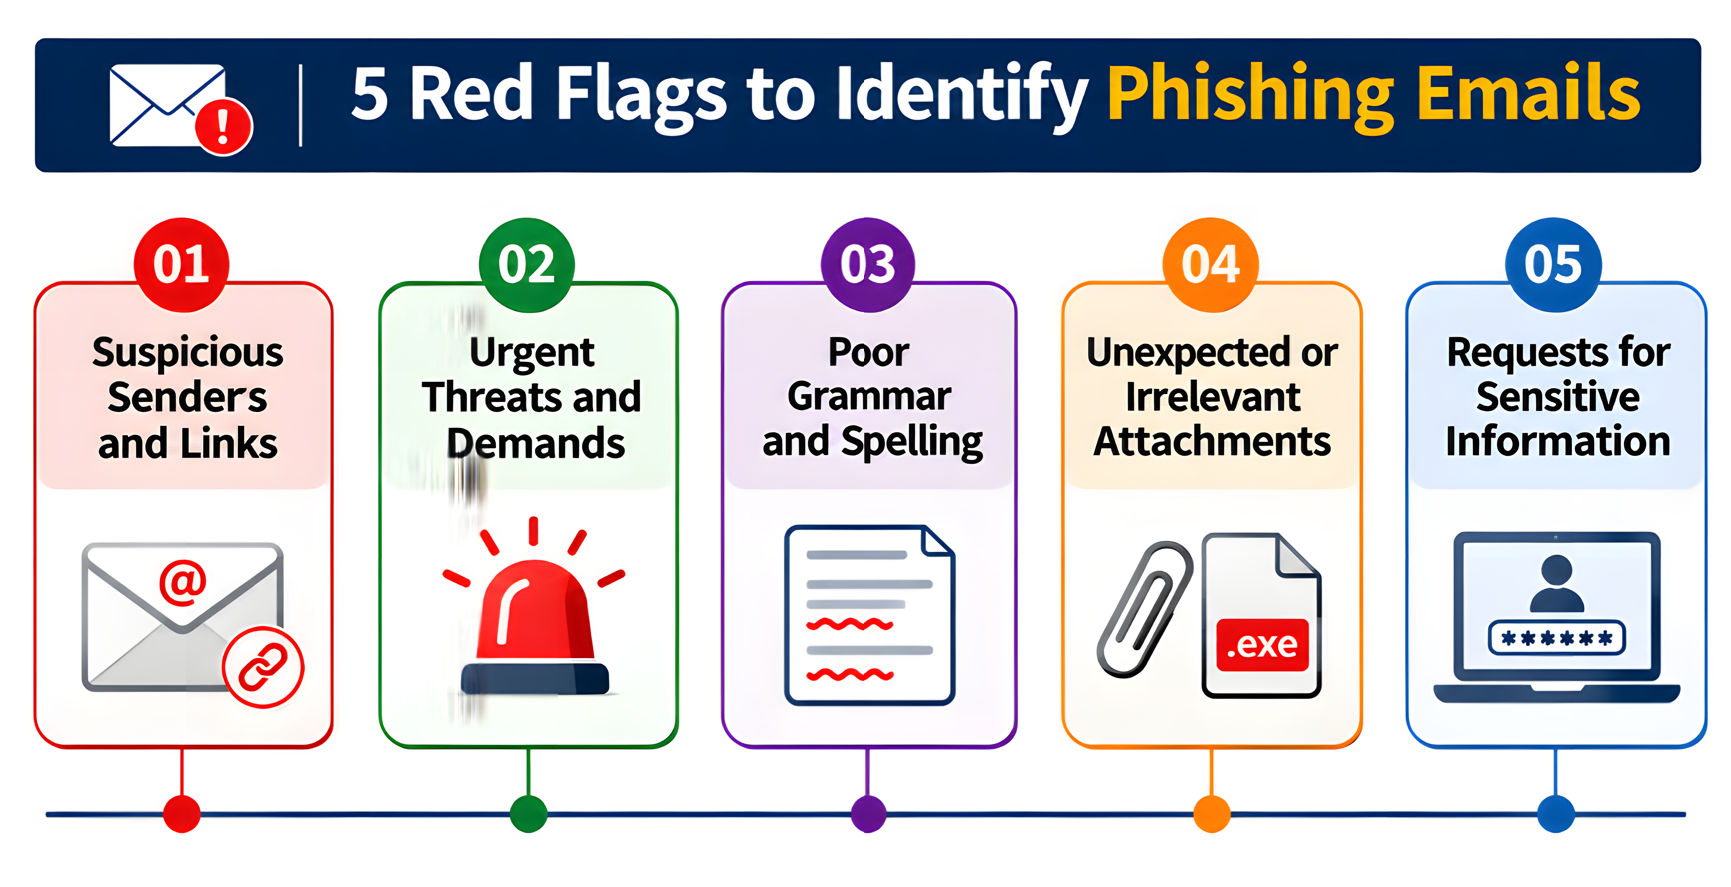 5 Red Flags to Identify Phishing Emails
01
Suspicious
Senders
and Links
@
02
Urgent
Threats and
Demands
03
Poor
Grammar
and Spelling
04
Unexpected or
Irrelevant
Attachments
.exe
05
Requests for
Sensitive
Information
******